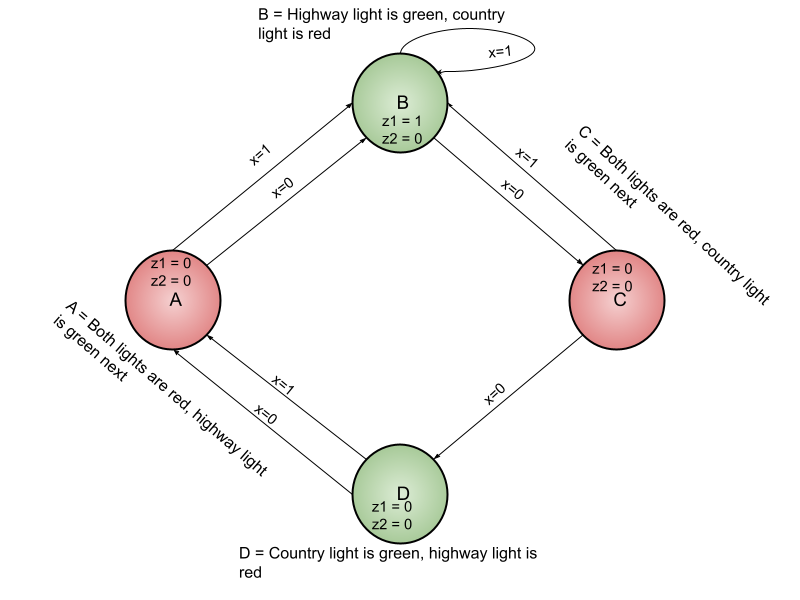 B = Highway light is green, country
light is red
x=1
B
z1 = 1
z2 = 0
x=1
x=0
x=1
x=0
C = Both lights are red, country light
is green next
z1 = 0
z2 = 0
A
z1 = 0
z2 = 0
C
A = Both lights are red, highway light
is green next
x=1
x=0
x=0
D
z1 = 0
z2 = 0
D = Country light is green, highway light is
red